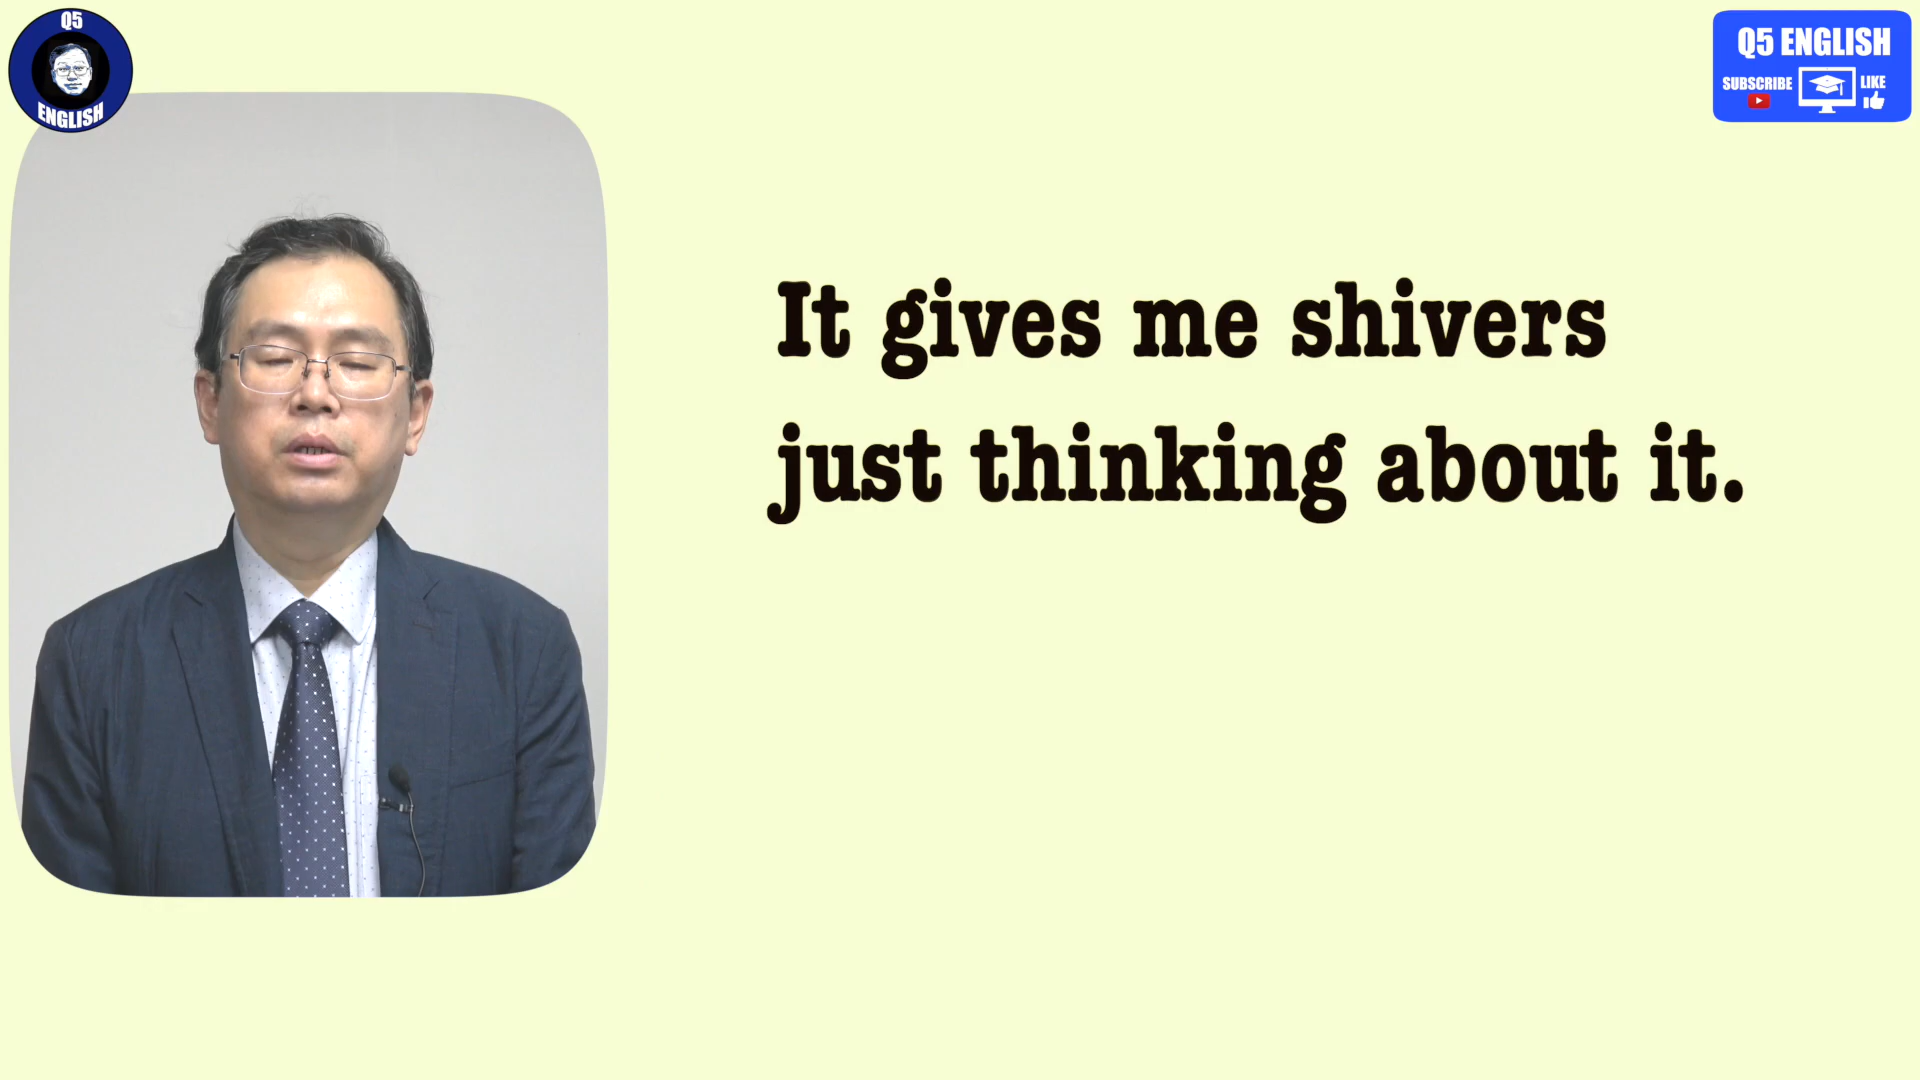 Q5
ENGLISH
Q5 ENGLISH
SUBSCRIBE
LIKE
It gives me shivers
just thinking about it.